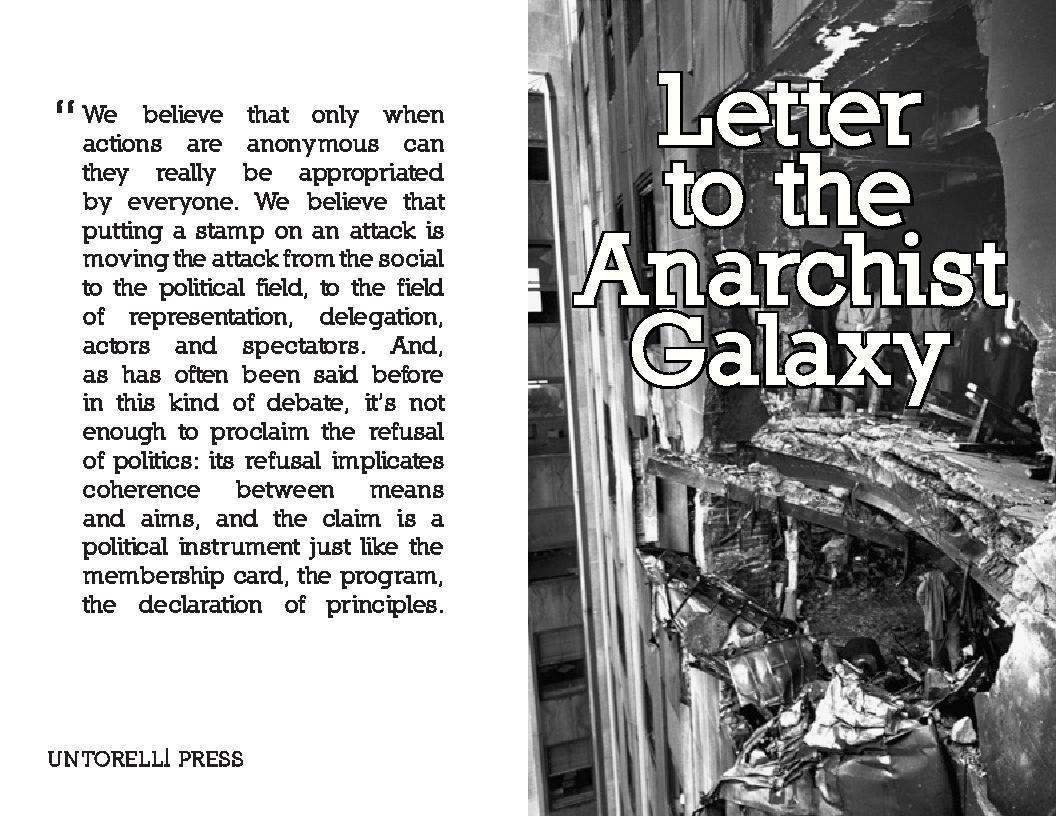 “ We believe that only when
actions are anonymous can
they really be appropriated
by everyone. We believe that
putting a stamp on an attack is
moving the attack from the social
to the political field, to the field
of representation, delegation,
actors and spectators. And,
as has often been said before
in this kind of debate, it's not
enough to proclaim the refusal
of politics: its refusal implicates
coherence between means
and aims, and the claim is a
political instrument just like the
membership card, the program,
the declaration of principles.
UNTORELLI PRESS
Letter
to the
Anarchist
Galaxy